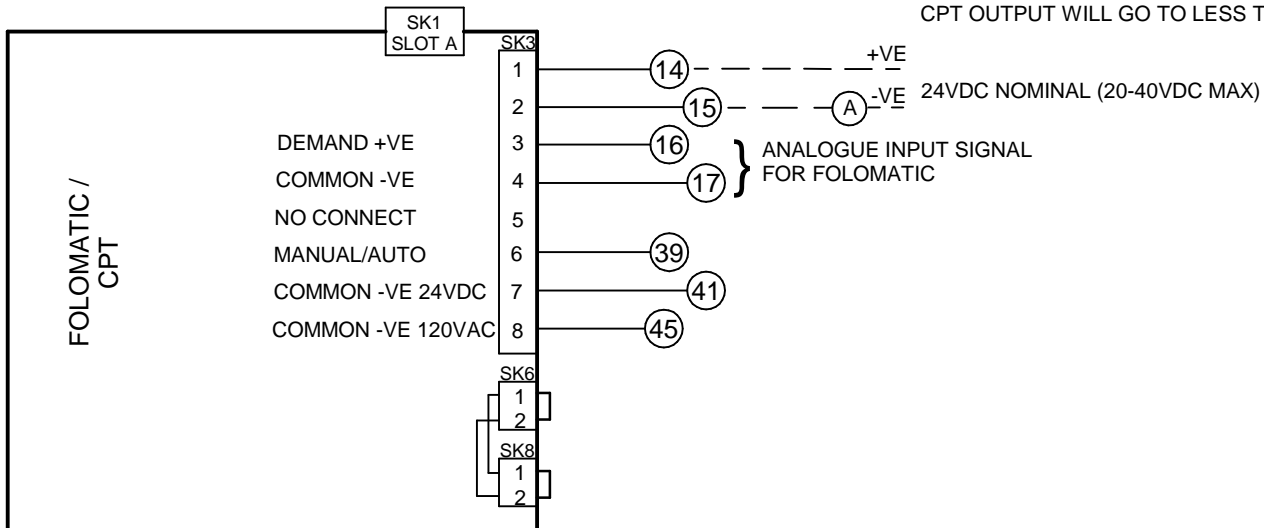 CPT OUTPUT WILL GO TO LESS T
SK1
SLOT A
SK3
1
14
+VE
2
15
A
-VE
24VDC NOMINAL (20-40VDC MAX)
DEMAND +VE
3
16
ANALOGUE INPUT SIGNAL
FOR FOLOMATIC
COMMON -VE
4
17
NO CONNECT
5
MANUAL/AUTO
6
39
COMMON -VE 24VDC
7
41
COMMON -VE 120VAC
8
45
FOLOMATIC /
CPT
SK6
1
2
SK8
1
2